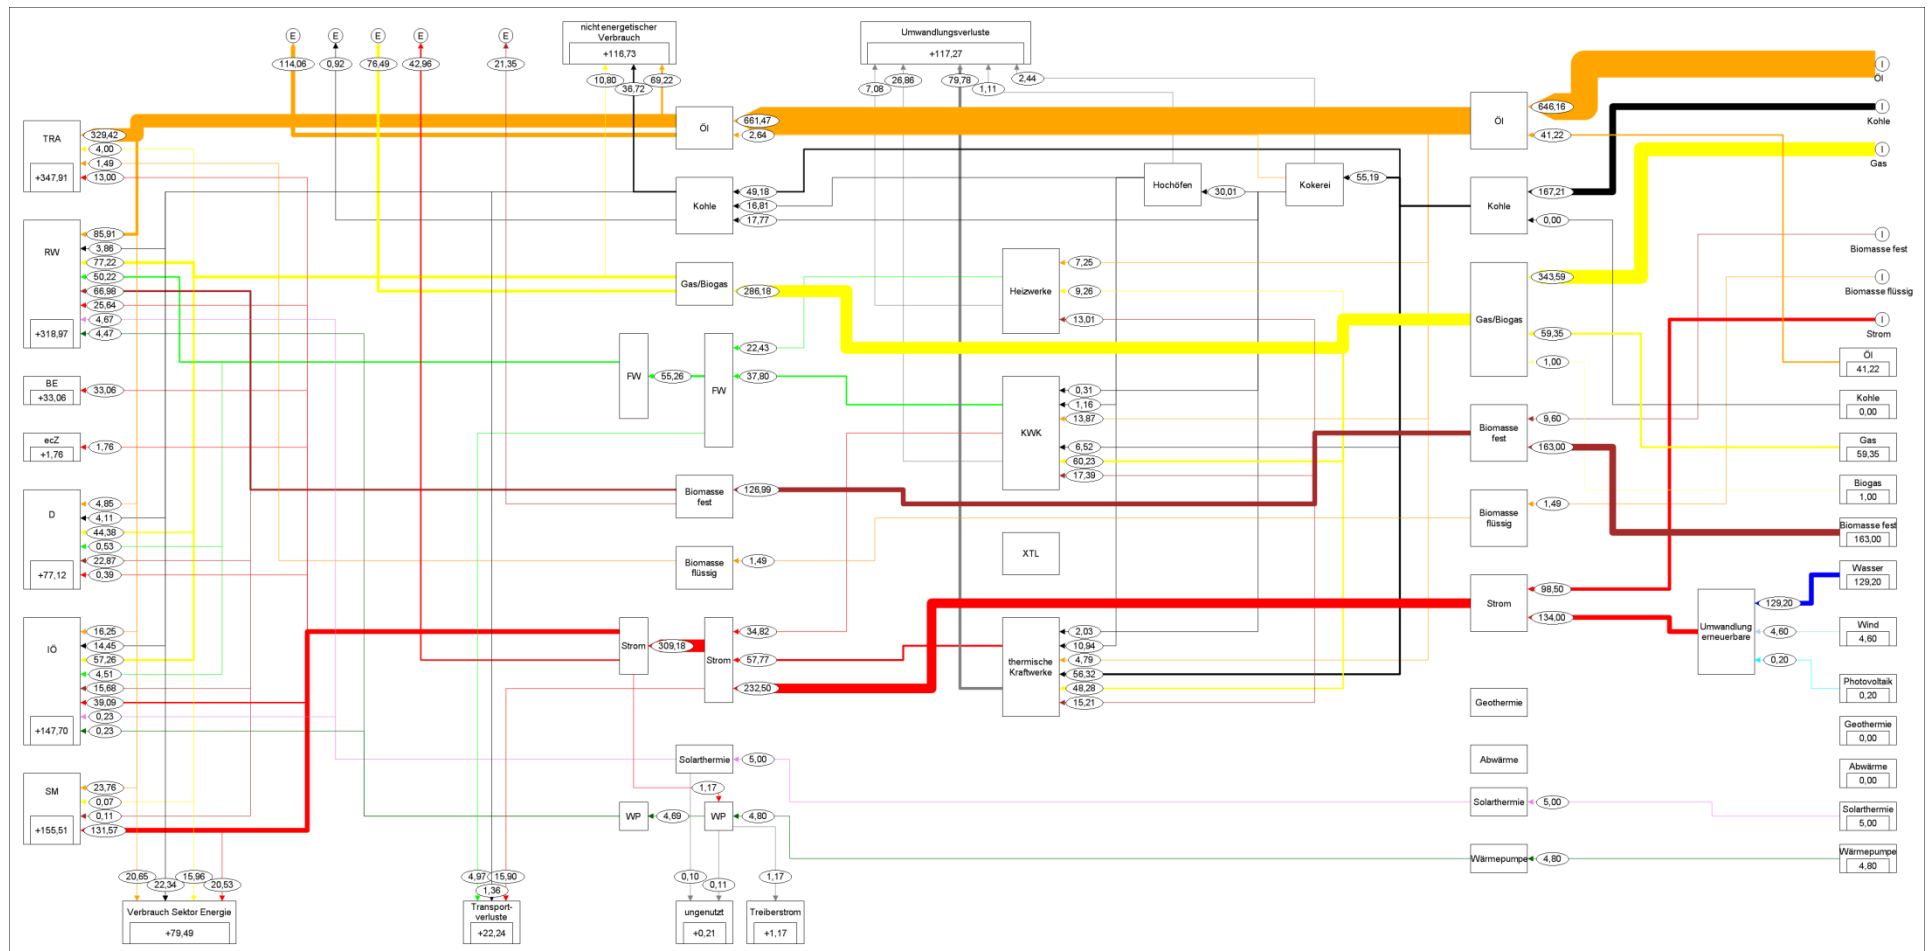 E
E
E
E
E
114,06
0,92
76,49
42,96
21,35
nicht energetischer
Verbrauch
+116,73
10,80
36,72
69,22
Umwandlungsverluste
+117,27
7,08
26,86
79,78
1,11
2,44
TRA
+347,91
329,42
4,00
1,49
13,00
RW
+318,97
85,91
3,86
77,22
50,22
66,98
25,64
4,67
4,47
BE
+33,06
33,06
ecZ
+1,76
1,76
D
+77,12
4,85
4,11
44,38
0,53
22,87
0,39
IÖ
+147,70
16,25
14,45
57,26
4,51
15,68
39,09
0,23
0,23
SM
+155,51
23,76
0,07
0,11
131,57
20,65
22,34
15,96
20,53
Verbrauch Sektor Energie
+79,49
4,97
1,36
15,90
Transport-
verluste
+22,24
0,10
0,11
ungenutzt
+0,21
1,17
Treiberstrom
+1,17
Öl
661,47
2,64
Kohle
49,18
16,81
17,77
Gas/Biogas
286,18
FW
55,26
FW
22,43
37,80
Biomasse
fest
126,99
Biomasse
flüssig
1,49
Strom
309,18
Strom
34,82
57,77
232,50
Solarthermie
5,00
1,17
WP
4,69
WP
4,80
Hochöfen
30,01
Kokerei
55,19
Heizwerke
7,25
9,26
13,01
KWK
0,31
1,16
13,87
6,52
60,23
17,39
XTL
thermische
Kraftwerke
2,03
10,94
4,79
56,32
48,28
15,21
Öl
646,16
41,22
Kohle
167,21
0,00
Gas/Biogas
343,59
59,35
1,00
Biomasse
fest
9,60
163,00
Biomasse
flüssig
1,49
Strom
98,50
134,00
Geothermie
Abwärme
Solarthermie
5,00
Wärmepumpe
4,80
Umwandlung
erneuerbare
129,20
4,60
0,20
I
Öl
I
Kohle
I
Gas
I
Biomasse fest
I
Biomasse flüssig
I
Strom
Öl
41,22
Kohle
0,00
Gas
59,35
Biogas
1,00
Biomasse fest
163,00
Wasser
129,20
Wind
4,60
Photovoltaik
0,20
Geothermie
0,00
Abwärme
0,00
Solarthermie
5,00
Wärmepumpe
4,80